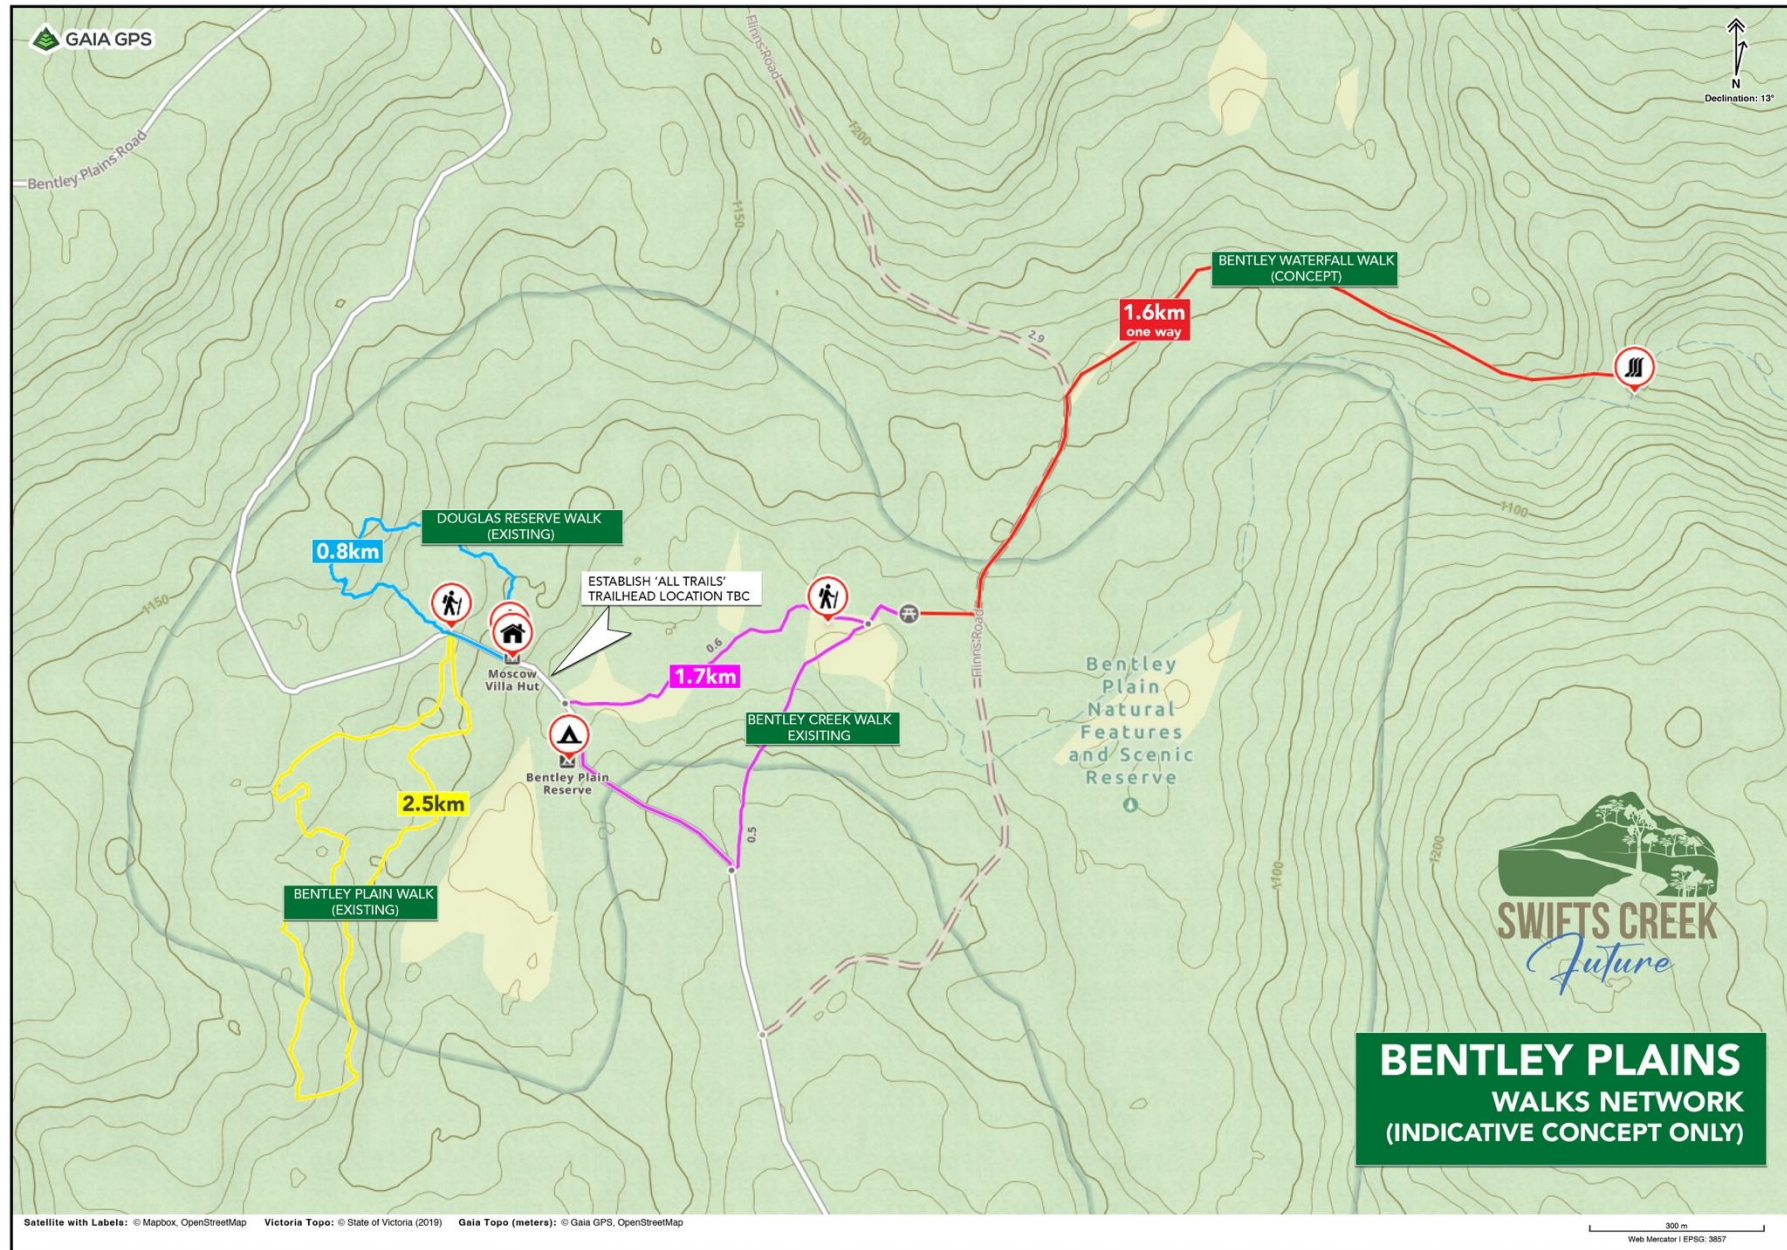 GAIA GPS
N
Declination: 13°
Flinns Road
1200
Bentley Plains Road
1150
BENTLEY WATERFALL WALK
(CONCEPT)
1.6km
one way
2.9
1100
DOUGLAS RESERVE WALK
(EXISTING)
0.8km
ESTABLISH 'ALL TRAILS'
TRAILHEAD LOCATION TBC
1150
0.6
Flinns Road
Moscow
Villa Hut
1.7km
Bentley
Plain
Natural
Features
and Scenic
Reserve
BENTLEY CREEK WALK
EXISITING
Bentley Plain
Reserve
2.5km
0.5
1200
1100
BENTLEY PLAIN WALK
(EXISTING)
SWIFTS CREEK
Future
BENTLEY PLAINS
WALKS NETWORK
(INDICATIVE CONCEPT ONLY)
Satellite with Labels: © Mapbox, OpenStreetMap Victoria Topo: © State of Victoria (2019) Gaia Topo (meters): © Gaia GPS, OpenStreetMap
300 m
Web Mercator | EPSG: 3857